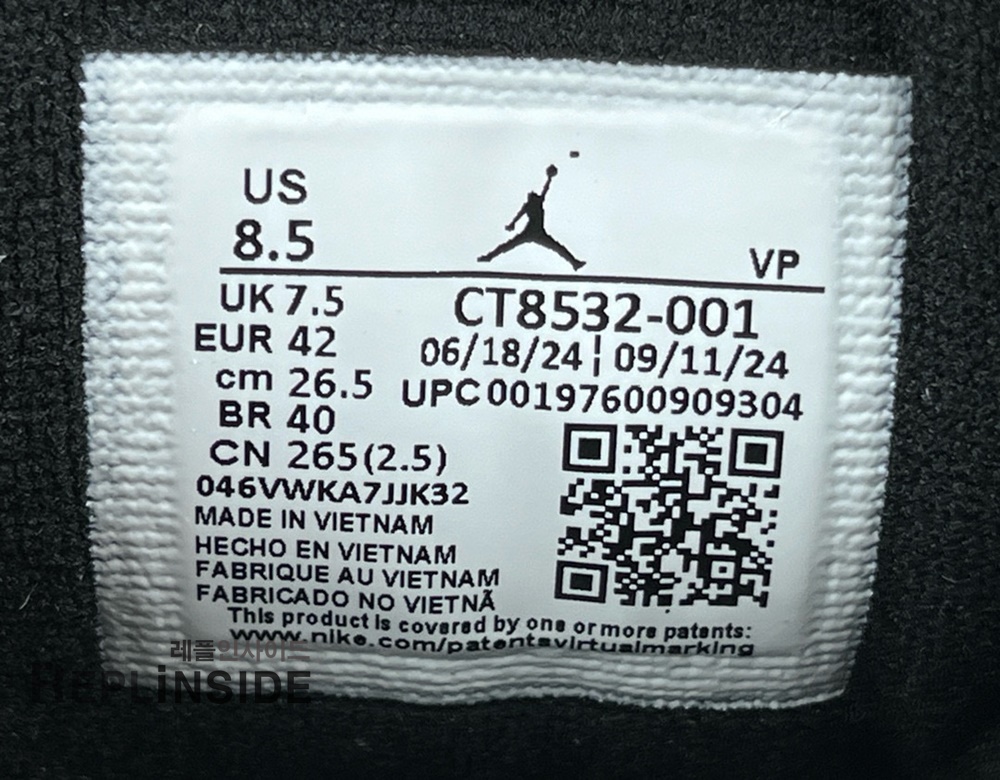 US
8.5
VP
UK 7.5
CT8532-001
EUR 42
06/18/24 ¦ 09/11/24
cm 26.5
UPC 00197600909304
BR 40
CN 265(2.5)
046VWKA7JJK32
MADE IN VIETNAM
HECHO EN VIETNAM
FABRIQUE AU VIETNAM
FABRICADO NO VIETNÃ
This product is covered by one or more patents:
www.nike.com/patentsvirtualmarking
레플인사이드
REPLiNSIDE